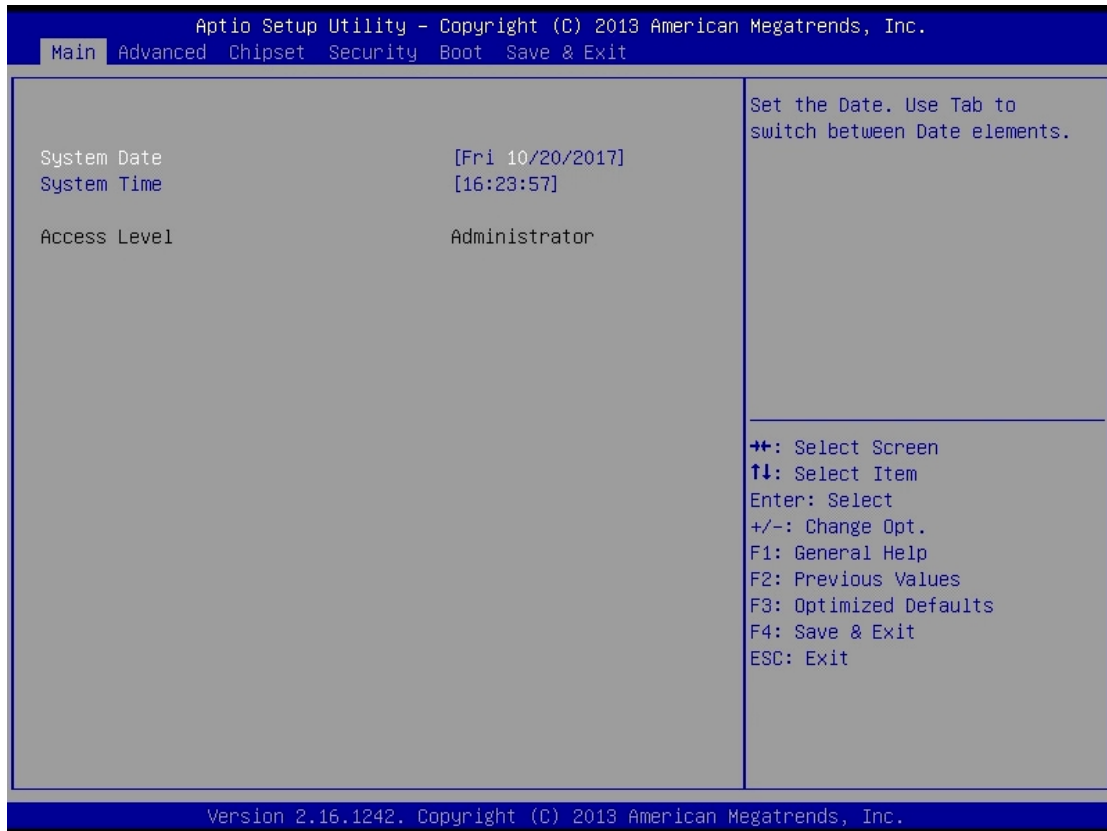 Aptio Setup Utility – Copyright (C) 2013 American Megatrends, Inc.
Main Advanced Chipset Security Boot Save & Exit
System Date [Fri 10/20/2017]
System Time [16:23:57]
Access Level Administrator
Set the Date. Use Tab to
switch between Date elements.
→←: Select Screen
↑↓: Select Item
Enter: Select
+/-: Change Opt.
F1: General Help
F2: Previous Values
F3: Optimized Defaults
F4: Save & Exit
ESC: Exit
Version 2.16.1242. Copyright (C) 2013 American Megatrends, Inc.